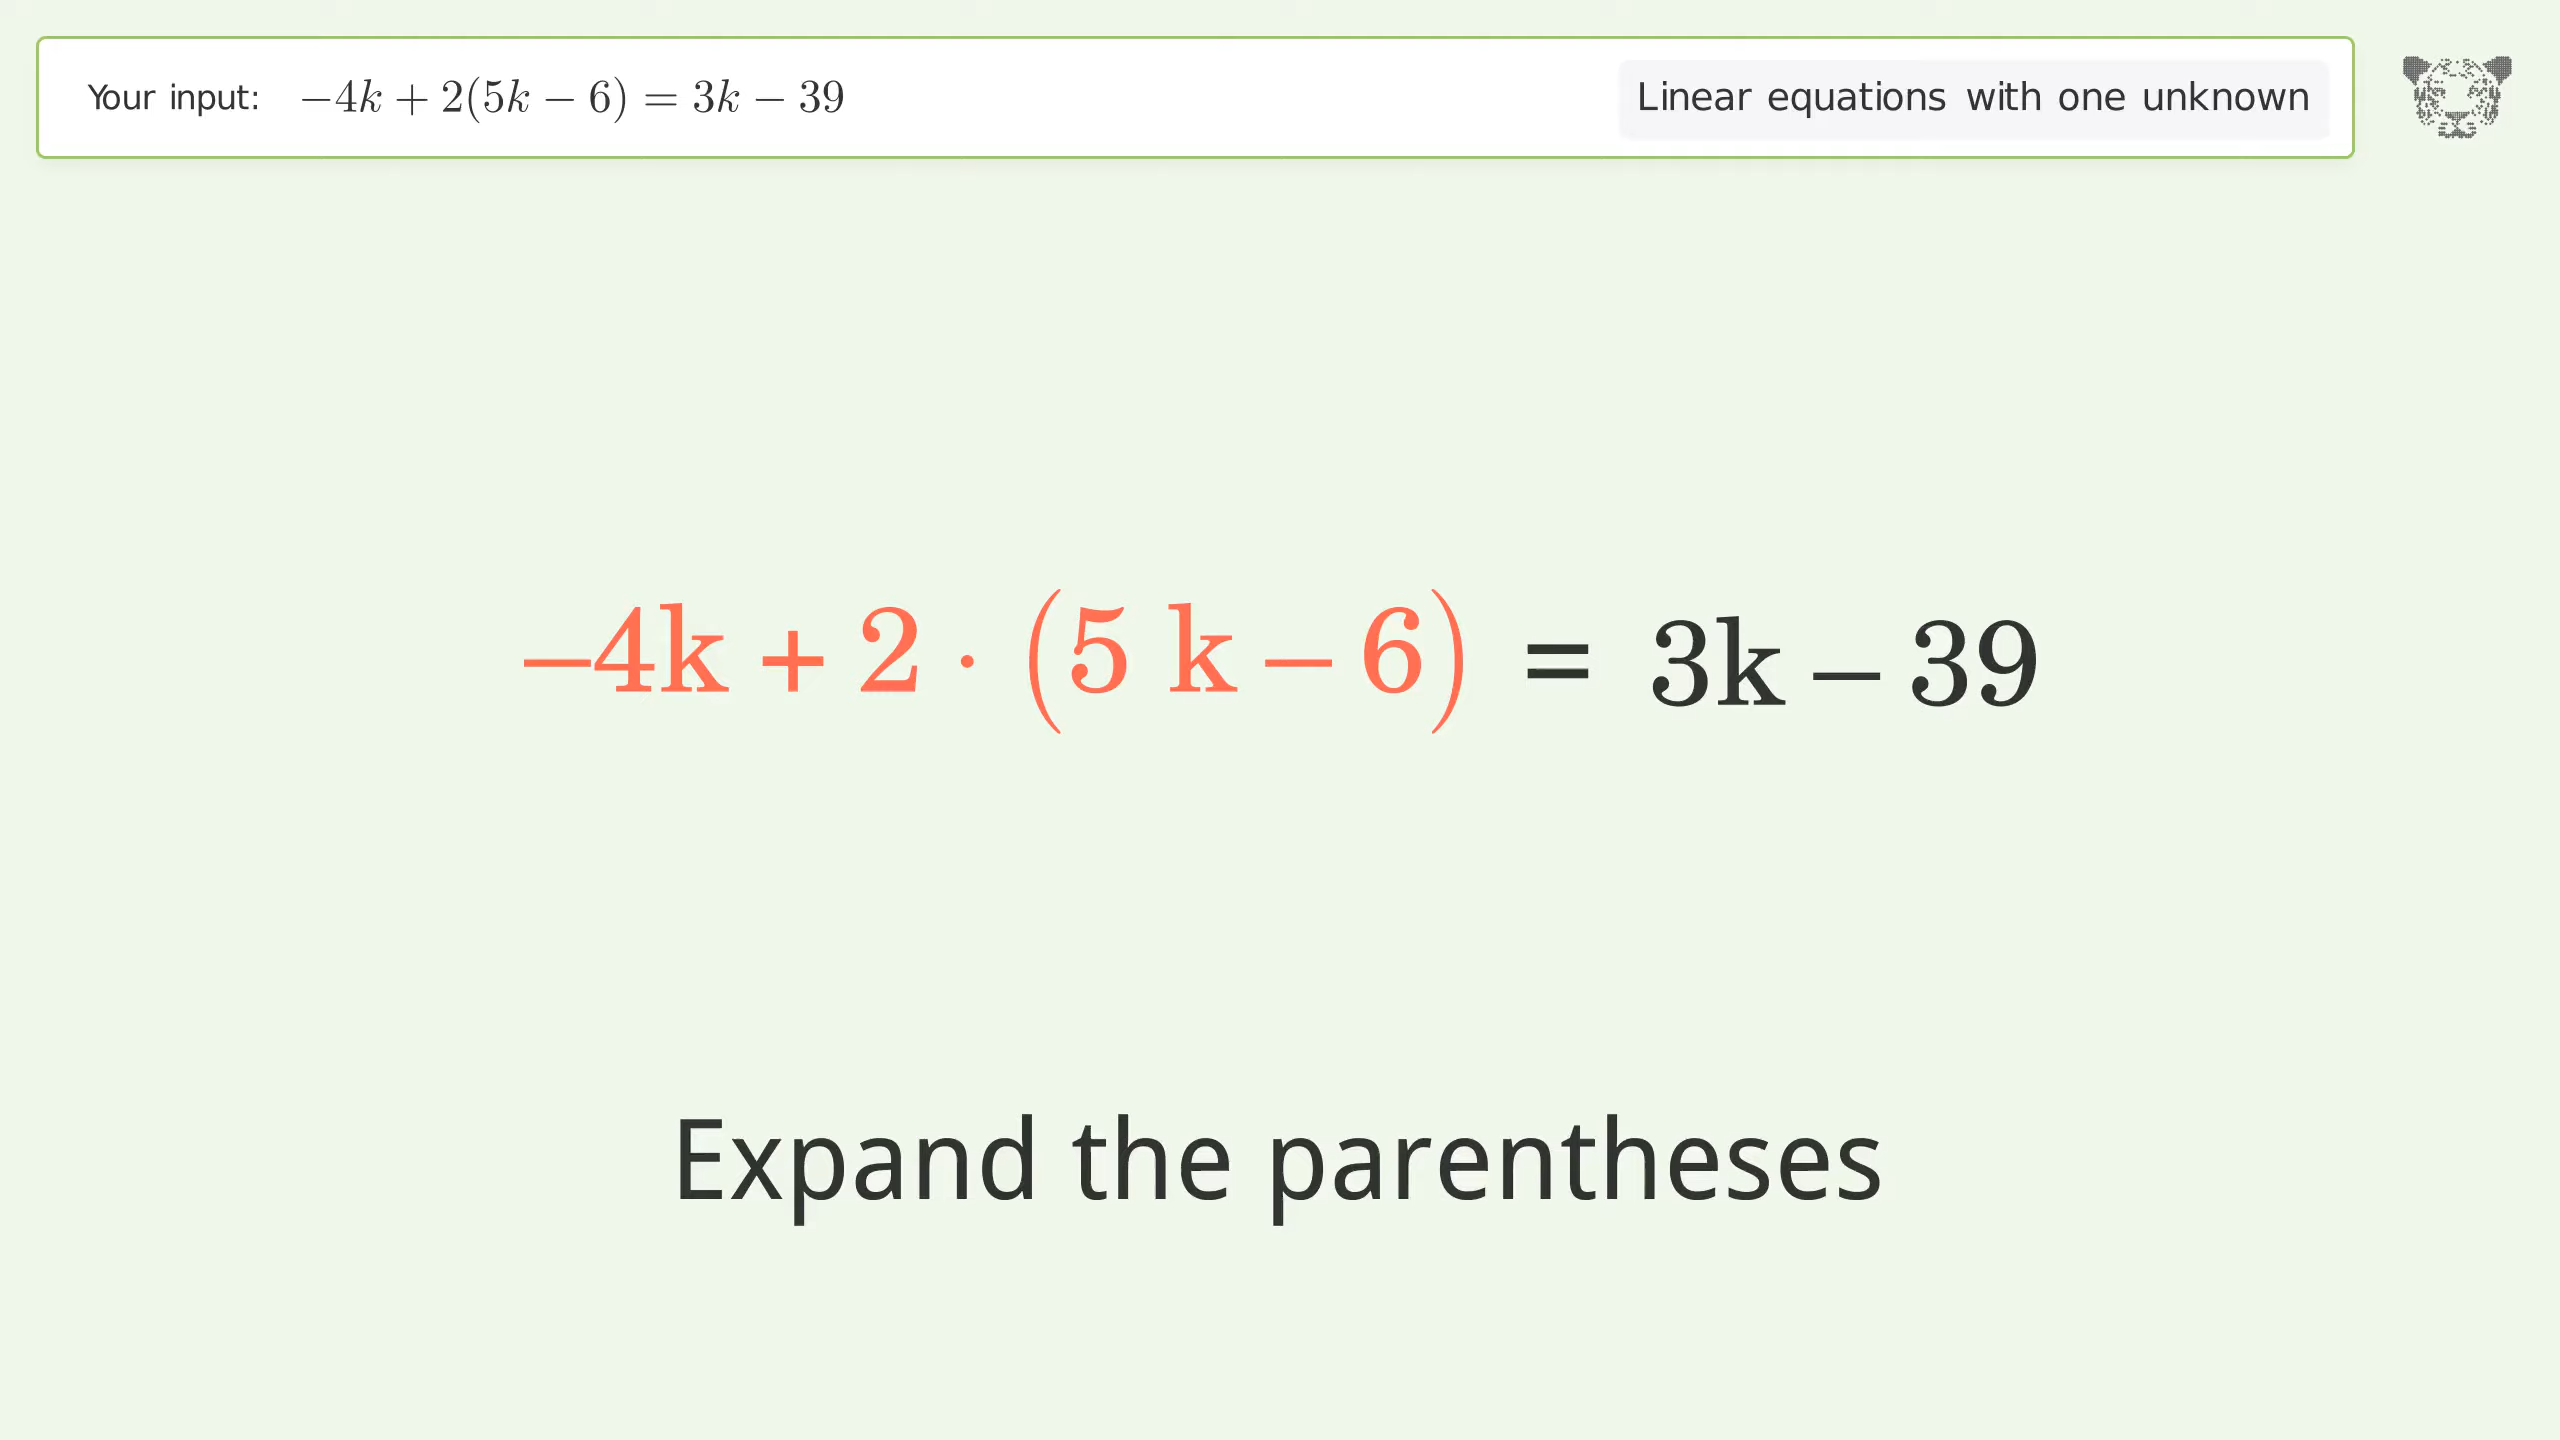 Your input: −4k + 2(5k − 6) = 3k − 39
Linear equations with one unknown
−4k + 2 · (5 k − 6) = 3k − 39
Expand the parentheses